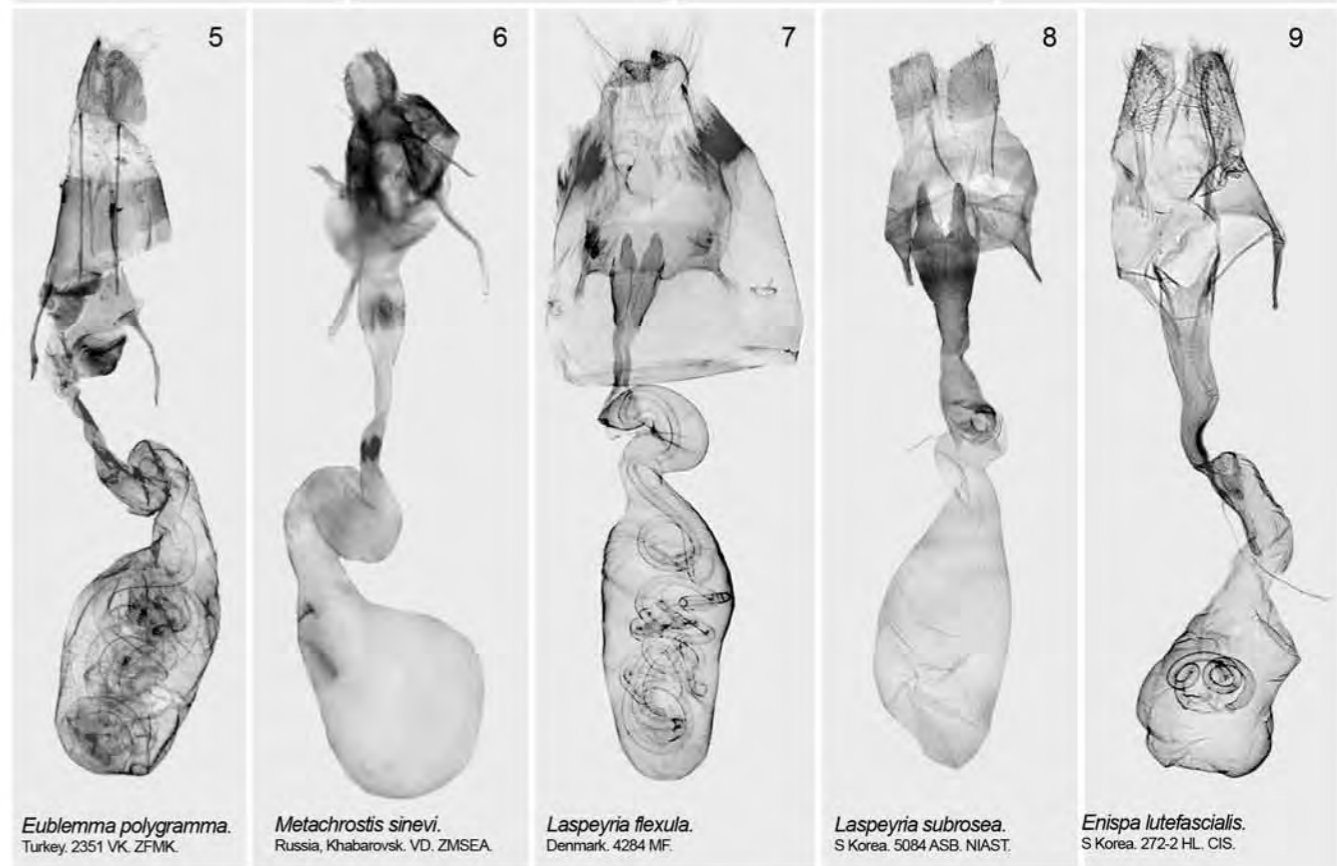 5
6
7
8
9
Eublemma polygramma.
Turkey. 2351 VK. ZFMK.
Metachrostis sinevi.
Russia, Khabarovsk. VD. ZMSEA.
Laspeyria flexula.
Denmark. 4284 MF.
Laspeyria subrosea.
S Korea. 5084 ASB. NIAST.
Enispa lutefascialis.
S Korea. 272-2 HL. CIS.